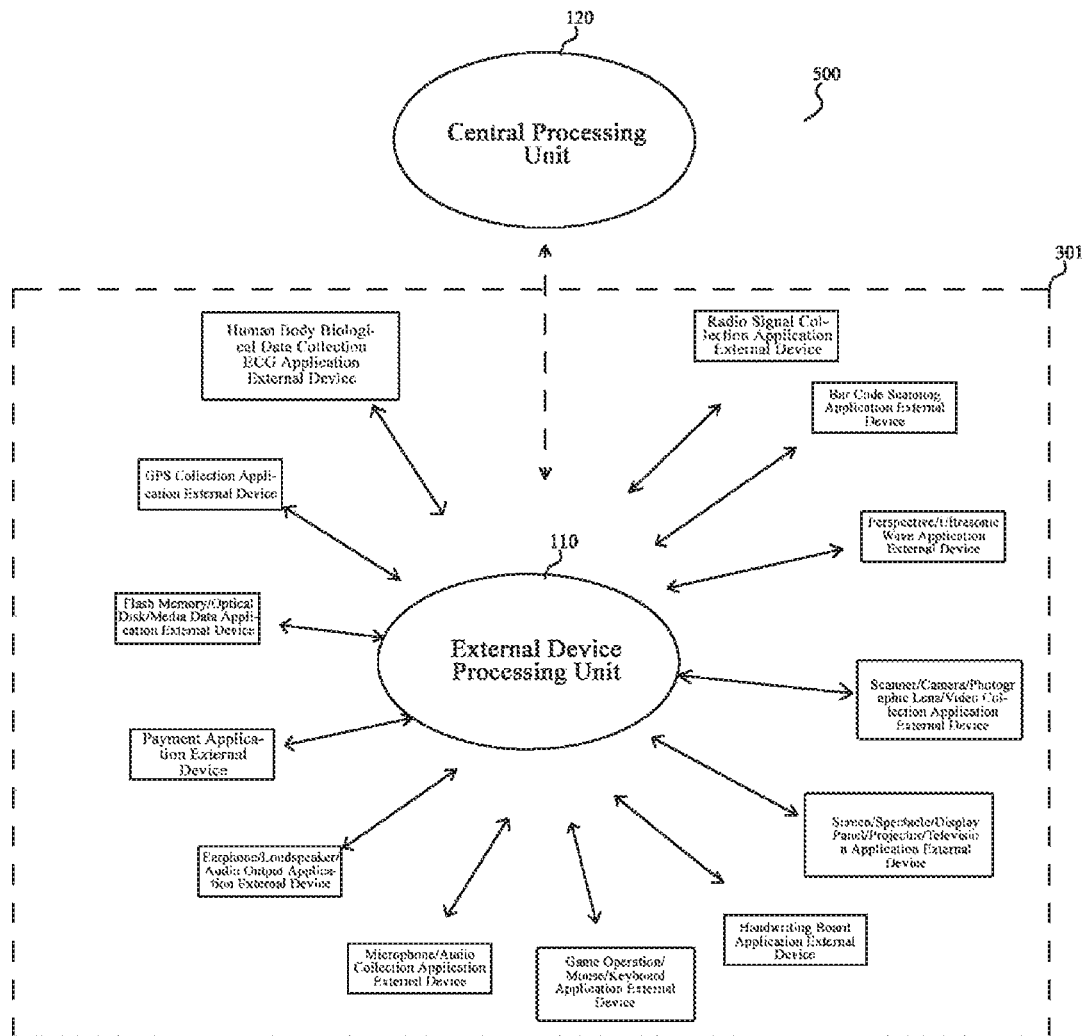 120
500
Central Processing
Unit
301
Human Body Biologi-
cal Data Collection
ECG Application
External Device
Radio Signal Col-
lection Application
External Device
Bar Code Scanning
Application External
Device
GPS Collection Appli-
cation External Device
Perspective/Ultrasonic
Wave Application
External Device
110
Flash Memory/Optical
Disk/Media Data Appli-
cation External Device
External Device
Processing Unit
Scanner/Camera/Photogr
aphic Lens/Video Col-
lection Application
External Device
Payment Applica-
tion External
Device
/Spectacle/Display
Panel/Projector/Televisio
n Application External
Device
Earphone/Loudspeaker/
Audio Output Applica-
tion External Device
Handwriting Board
Application External
Device
Microphone/Audio
Collection Application
External Device
Game Operation/
Mouse/Keyboard
Application External
Device